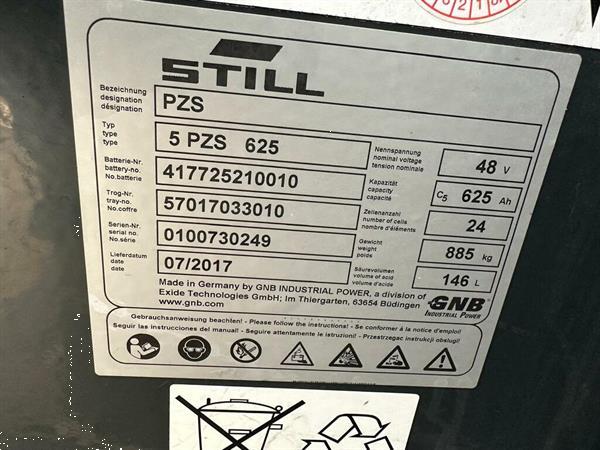 STILL
Bezeichnung
designation
désignation
PZS
Typ
type
type
5 PZS 625
Nennspannung
nominal voltage
tension nominale
48 V
Batterie-Nr.
battery-no.
No.batterie
417725210010
Kapazität
capacity
capacité
C5 625 Ah
Trog-Nr.
tray-no.
No.coffre
57017033010
Zellenanzahl
number of cells
nombre d'éléments
24
Serien-Nr.
serial no.
No.série
0100730249
Gewicht
weight
poids
885 kg
Lieferdatum
date
date
07/2017
Säurevolumen
volume of acid
volume d'acide
146 L
Made in Germany by GNB INDUSTRIAL POWER, a division of
Exide Technologies GmbH; Im Thiergarten, 63654 Büdingen
www.gnb.com
GNB
INDUSTRIAL POWER
Gebrauchsanweisung beachten! - Please follow the instructions! - Se conformer à la notice d'emploi!
Seguir las instrucciones del manual! - Seguire attentamente le istruzioni! - Przestrzegac instrukcji obslugi!